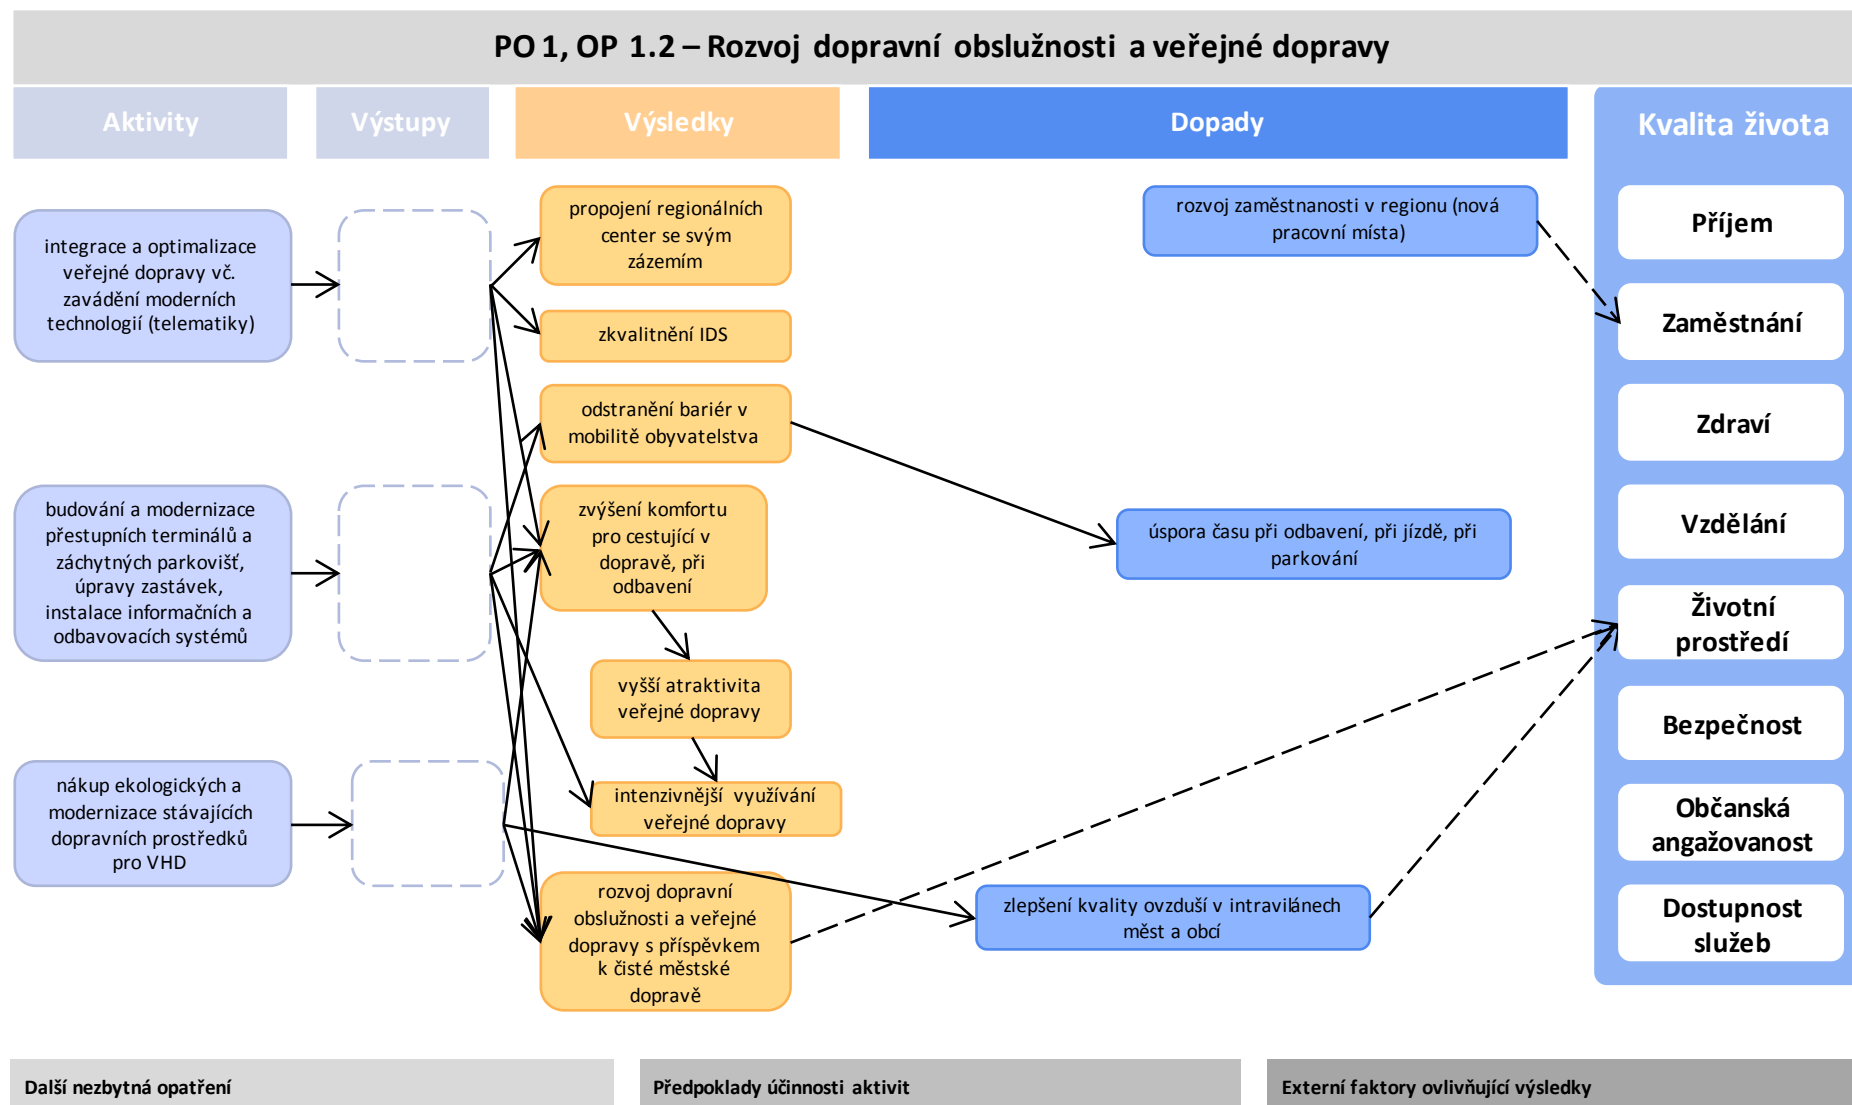 PO 1, OP 1.2 – Rozvoj dopravní obslužnosti a veřejné dopravy
Aktivity
Výstupy
Výsledky
Dopady
Kvalita života
integrace a optimalizace
veřejné dopravy vč.
zavádění moderních
technologií (telematiky)
budování a modernizace
přestupních terminálů a
záchytných parkovišť,
úpravy zastávek,
instalace informačních a
odbavovacích systémů
nákup ekologických a
modernizace stávajících
dopravních prostředků
pro VHD
propojení regionálních
center se svým
zázemím
zkvalitnění IDS
odstranění bariér v
mobilitě obyvatelstva
zvýšení komfortu
pro cestující v
dopravě, při
odbavení
vyšší atraktivita
veřejné dopravy
intenzivnější využívání
veřejné dopravy
rozvoj dopravní
obslužnosti a veřejné
dopravy s příspěvkem
k čisté městské
dopravě
rozvoj zaměstnanosti v regionu (nová
pracovní místa)
úspora času při odbavení, při jízdě, při
parkování
zlepšení kvality ovzduší v intravilánech
měst a obcí
Příjem
Zaměstnání
Zdraví
Vzdělání
Životní
prostředí
Bezpečnost
Občanská
angažovanost
Dostupnost
služeb
Další nezbytná opatření
Předpoklady účinnosti aktivit
Externí faktory ovlivňující výsledky